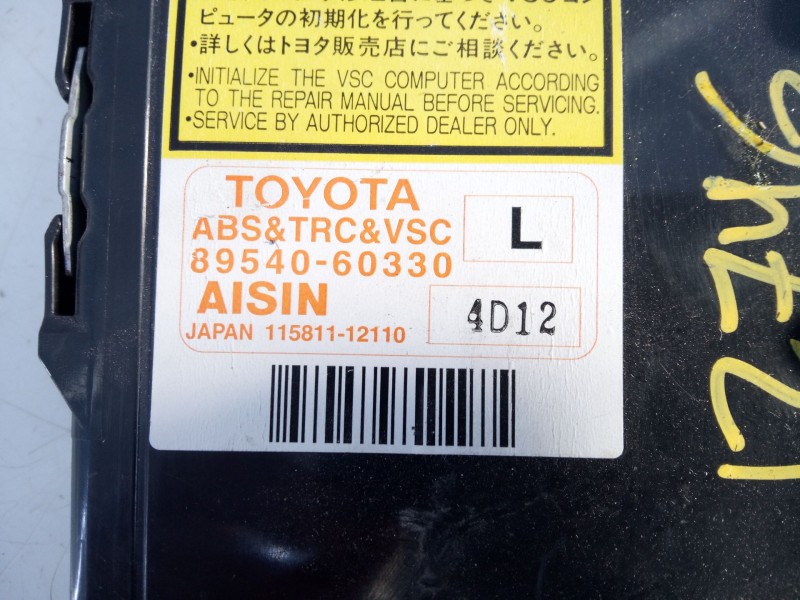 ピュータの初期化を行ってください。
•詳しくはトヨタ販売店にご相談ください。
•INITIALIZE THE VSC COMPUTER ACCORDING
TO THE REPAIR MANUAL BEFORE SERVICING.
•SERVICE BY AUTHORIZED DEALER ONLY.
TOYOTA
ABS&TRC&VSC
L
89540-60330
AISIN
4D12
JAPAN 115811-12110